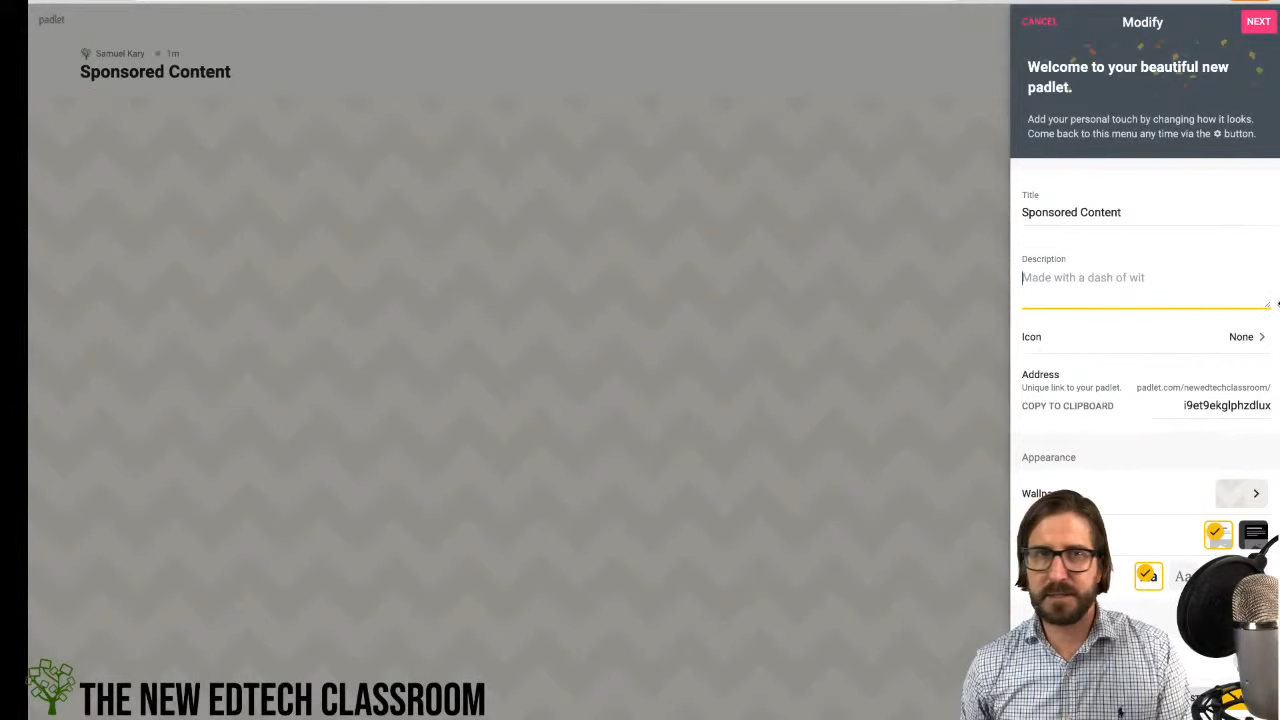 padlet
Samuel Kary 1m
Sponsored Content
CANCEL
Modify
NEXT
Welcome to your beautiful new
padlet.
Add your personal touch by changing how it looks.
Come back to this menu any time via the button.
Title
Sponsored Content
Description
Made with a dash of wit
Icon
None
Address
Unique link to your padlet.
padlet.com/newedtechclassroom/
COPY TO CLIPBOARD
i9et9ekglphzdlux
Appearance
Aa
THE NEW EDTECH CLASSROOM